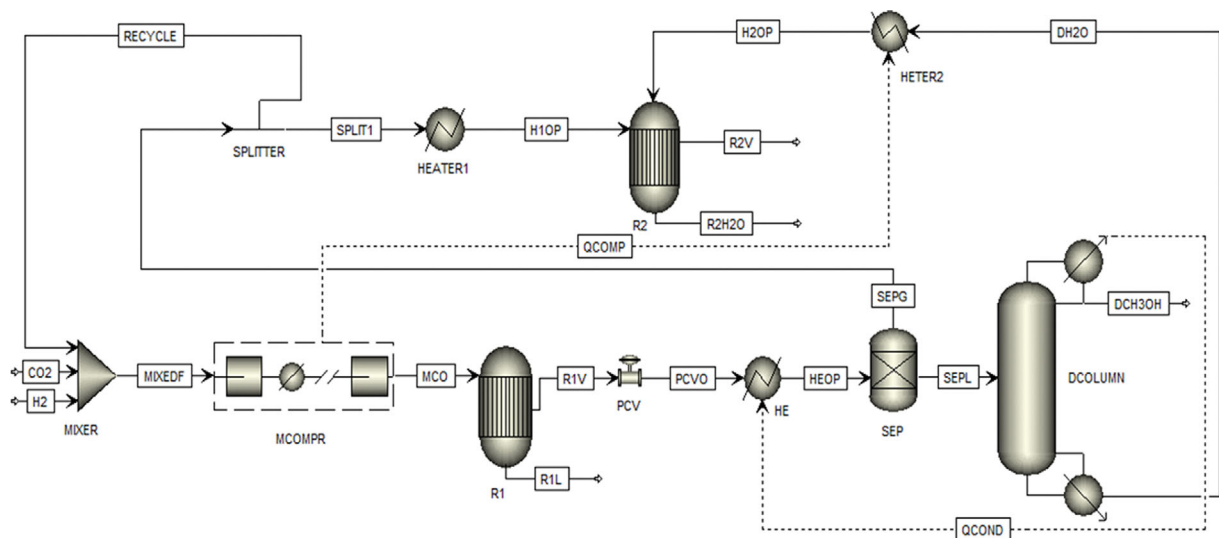 RECYCLE
H2OP
DH2O
HETER2
SPLIT1
H1OP
SPLITTER
HEATER1
R2V
R2
R2H2O
QCOMP
SEPG
DCH3OH
CO2
H2
MIXEDF
MIXER
MCOMPR
MCO
R1V
R1
R1L
PCV
PCVO
HE
HEOP
SEP
SEPL
DCOLUMN
QCOND